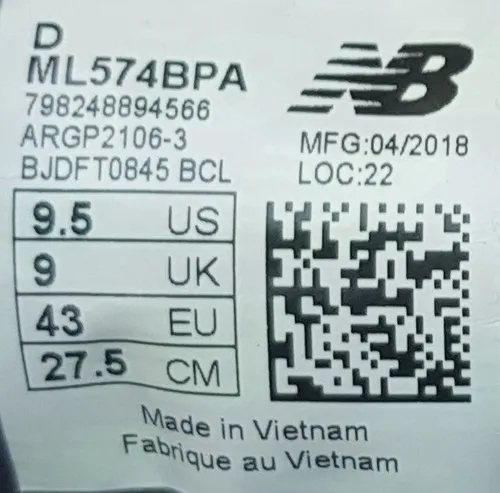 D
ML574BPA
798248894566
ARGP2106-3
BJDFT0845 BCL
NB
MFG:04/2018
LOC:22
9.5 US
9 UK
43 EU
27.5 CM
Made in Vietnam
Fabrique au Vietnam